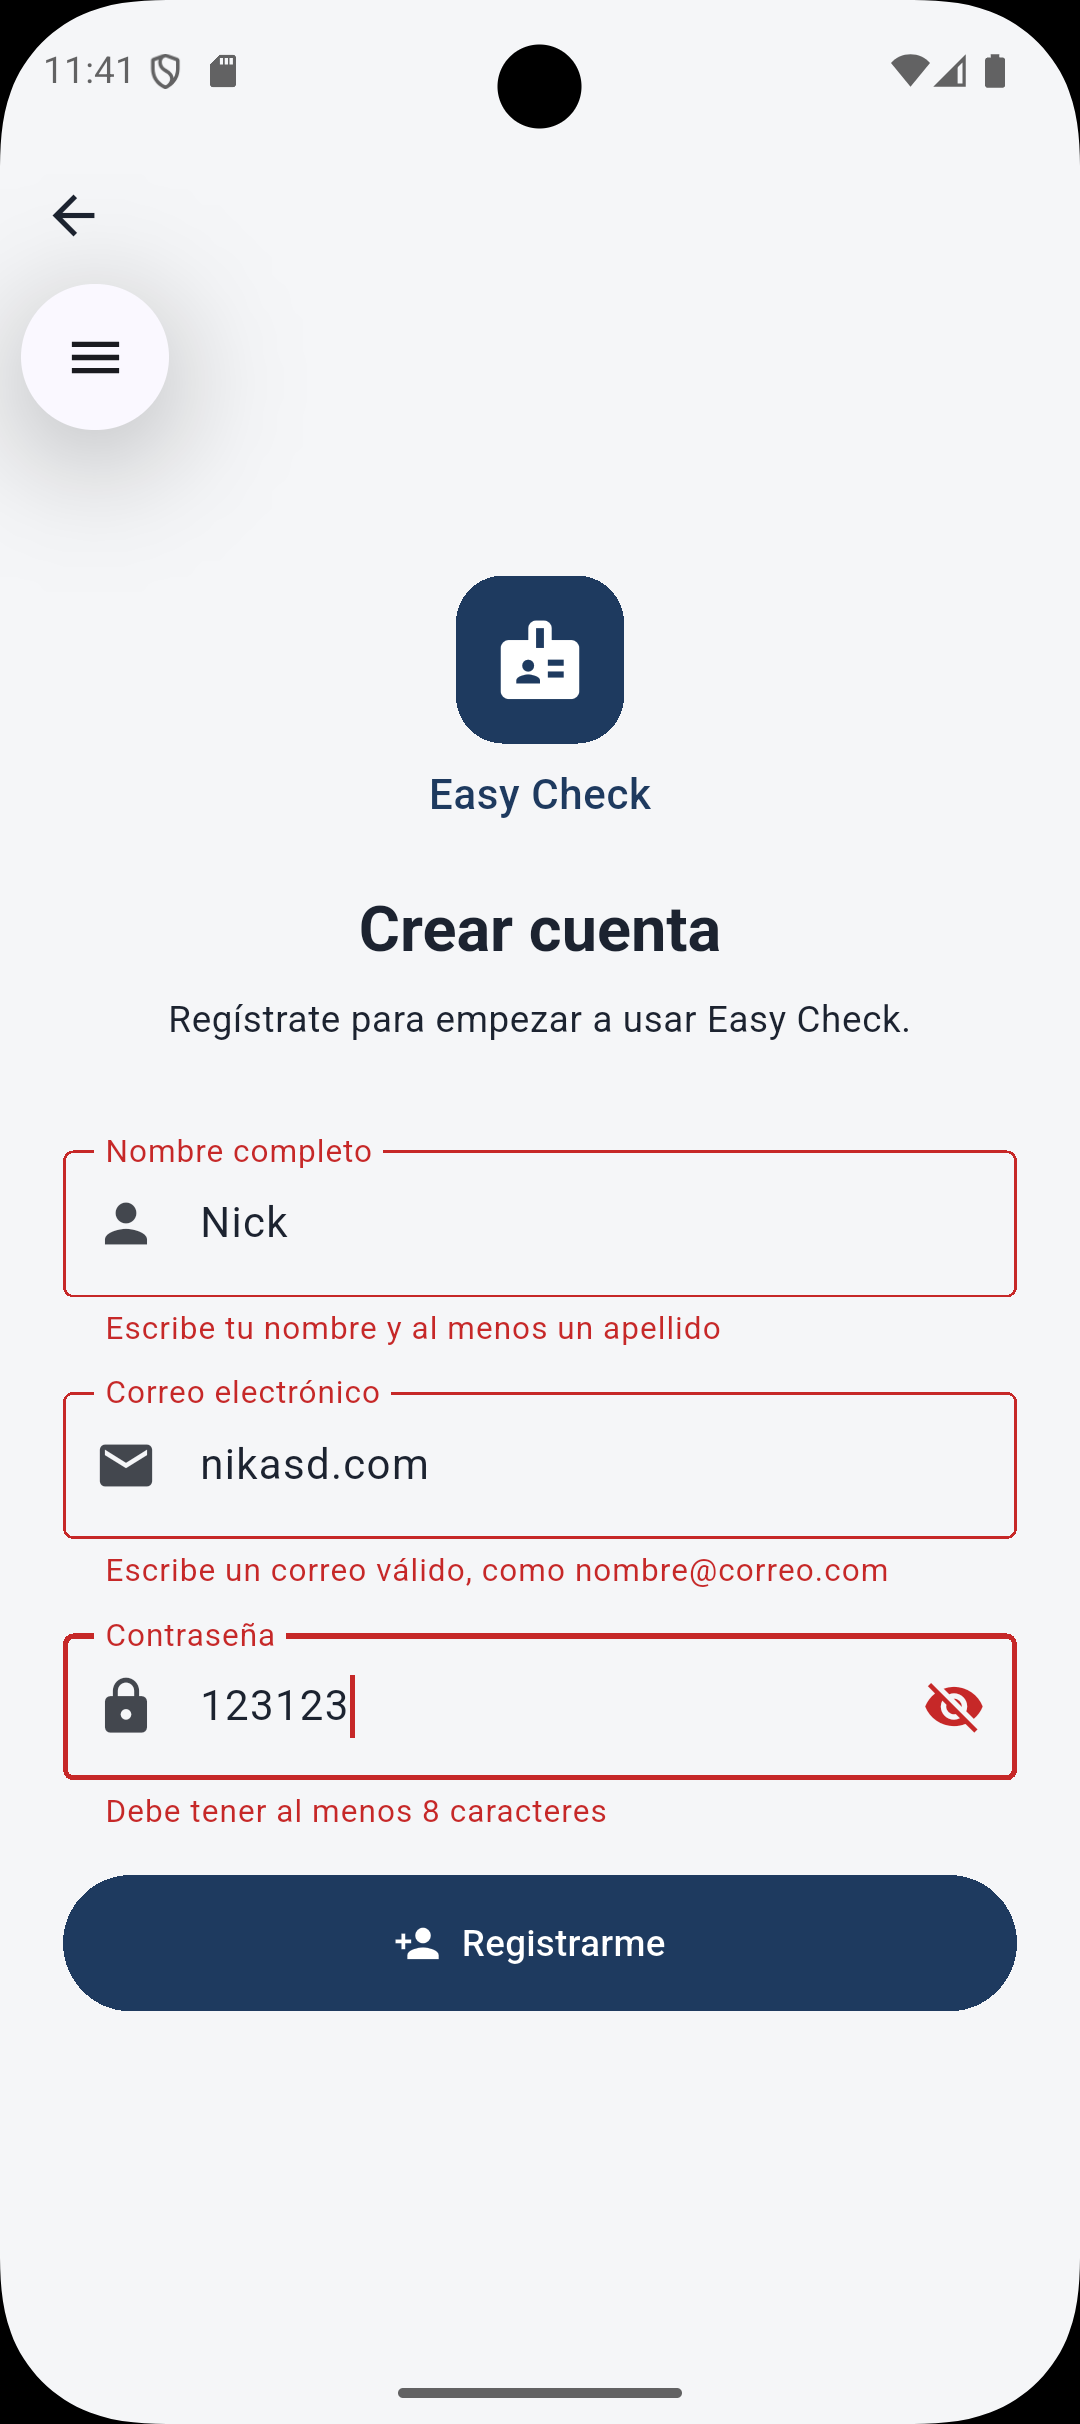 11:41
Easy Check
Crear cuenta
Regístrate para empezar a usar Easy Check.
Nombre completo
Nick
Escribe tu nombre y al menos un apellido
Correo electrónico
nikasd.com
Escribe un correo válido, como nombre@correo.com
Contraseña
123123
Debe tener al menos 8 caracteres
Registrarme